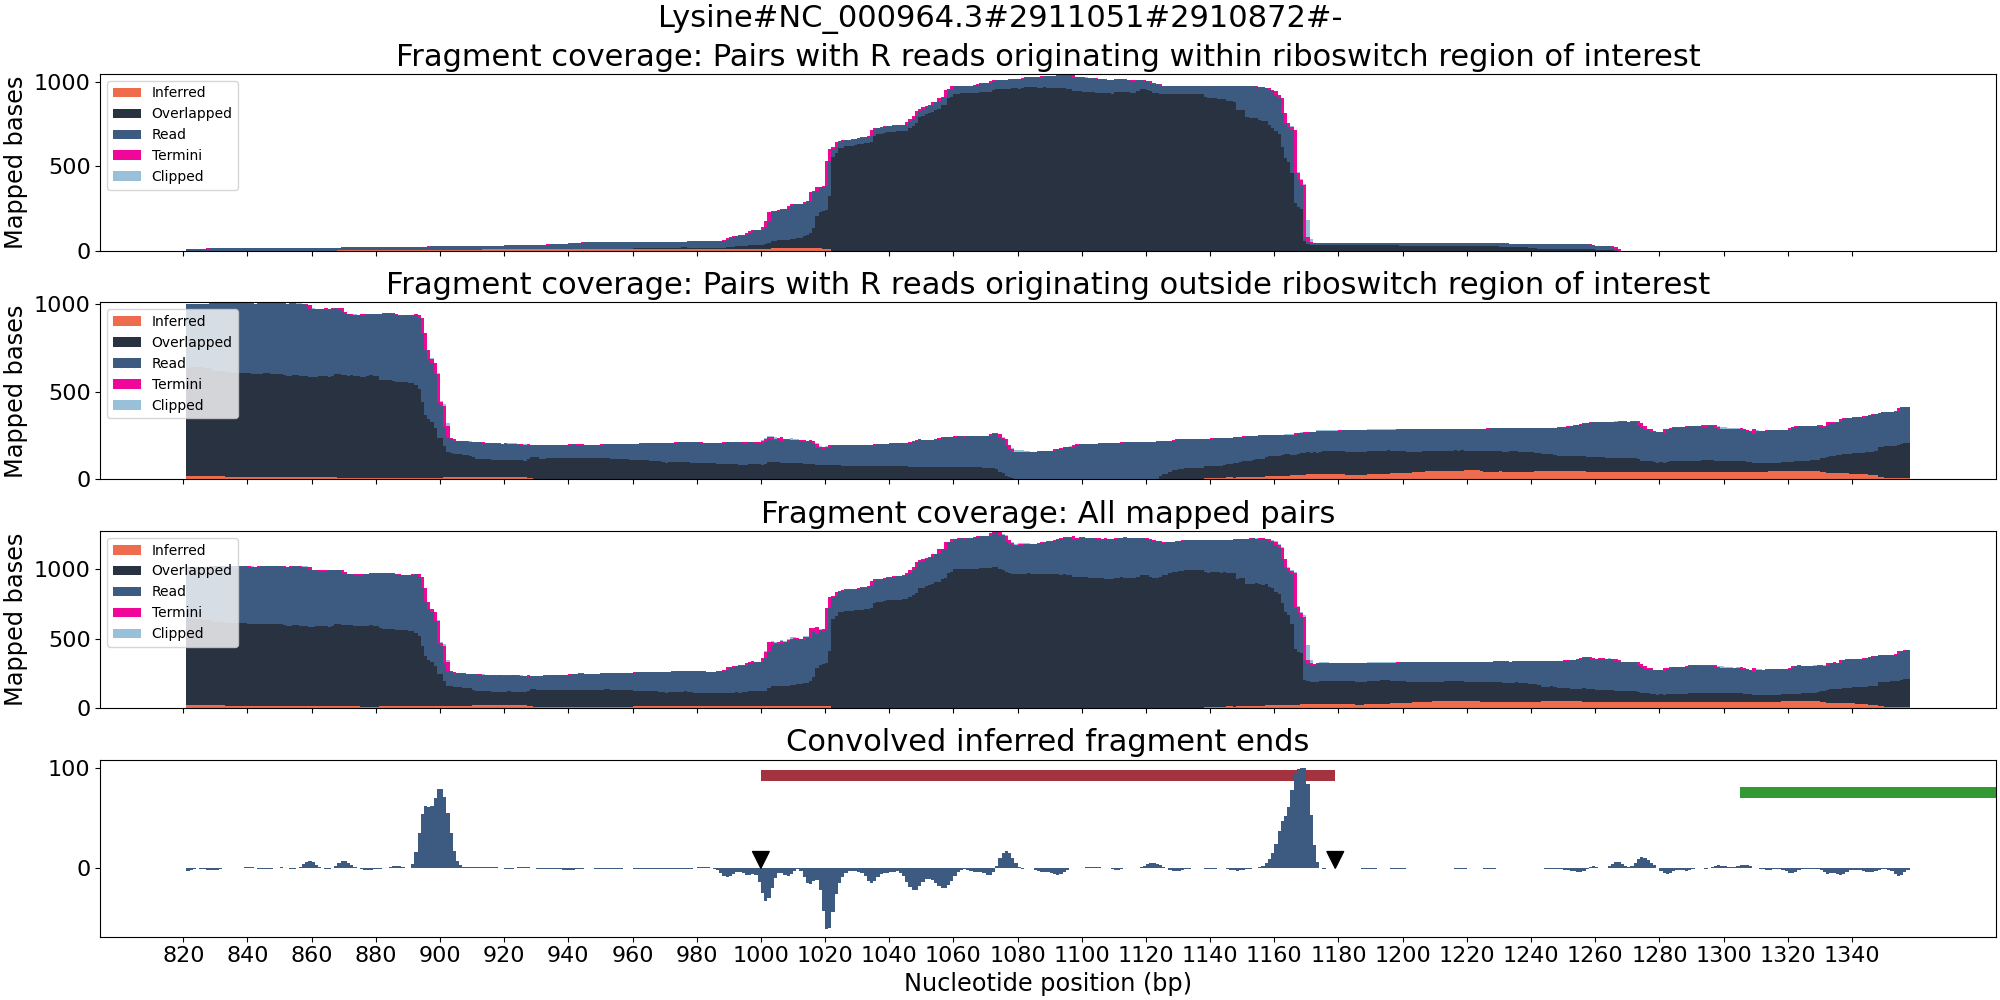 Lysine#NC_000964.3#2911051#2910872#-
Fragment coverage: Pairs with R reads originating within riboswitch region of interest
Mapped bases
1000
500
0
Inferred
Overlapped
Read
Termini
Clipped
Fragment coverage: Pairs with R reads originating outside riboswitch region of interest
Mapped bases
1000
500
0
Inferred
Overlapped
Read
Termini
Clipped
Fragment coverage: All mapped pairs
Mapped bases
1000
500
0
Inferred
Overlapped
Read
Termini
Clipped
Convolved inferred fragment ends
100
0
820 840 860 880 900 920 940 960 980 1000 1020 1040 1060 1080 1100 1120 1140 1160 1180 1200 1220 1240 1260 1280 1300 1320 1340
Nucleotide position (bp)